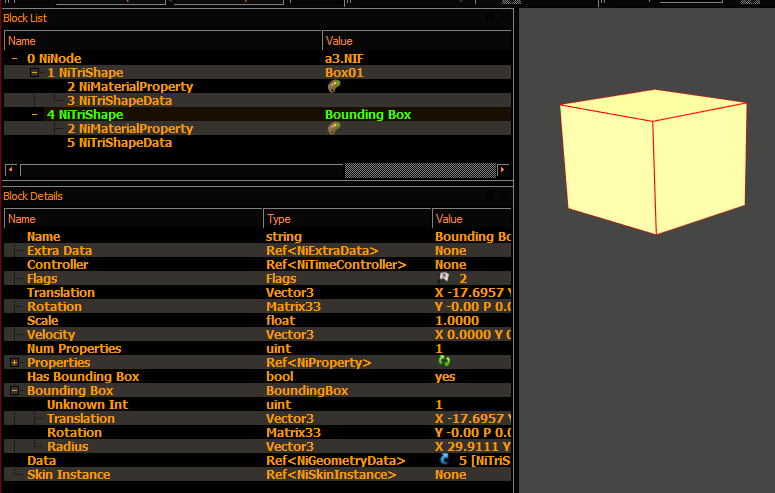 Block List
Name Value
0 NiNode a3.NIF
1 NiTriShape Box01
2 NiMaterialProperty
3 NiTriShapeData
4 NiTriShape Bounding Box
2 NiMaterialProperty
5 NiTriShapeData
Block Details
Name Type Value
Name string Bounding Bo
Extra Data Ref<NiExtraData> None
Controller Ref<NiTimeController> None
Flags Flags 2
Translation Vector3 X -17.6957 Y
Rotation Matrix33 Y -0.00 P 0.0
Scale float 1.0000
Velocity Vector3 X 0.0000 Y 0
Num Properties uint 1
Properties Ref<NiProperty>
Has Bounding Box bool yes
Bounding Box BoundingBox
Unknown Int uint 1
Translation Vector3 X -17.6957 Y
Rotation Matrix33 Y -0.00 P 0.0
Radius Vector3 X 29.9111 Y
Data Ref<NiGeometryData> 5 [NiTriS
Skin Instance Ref<NiSkinInstance> None